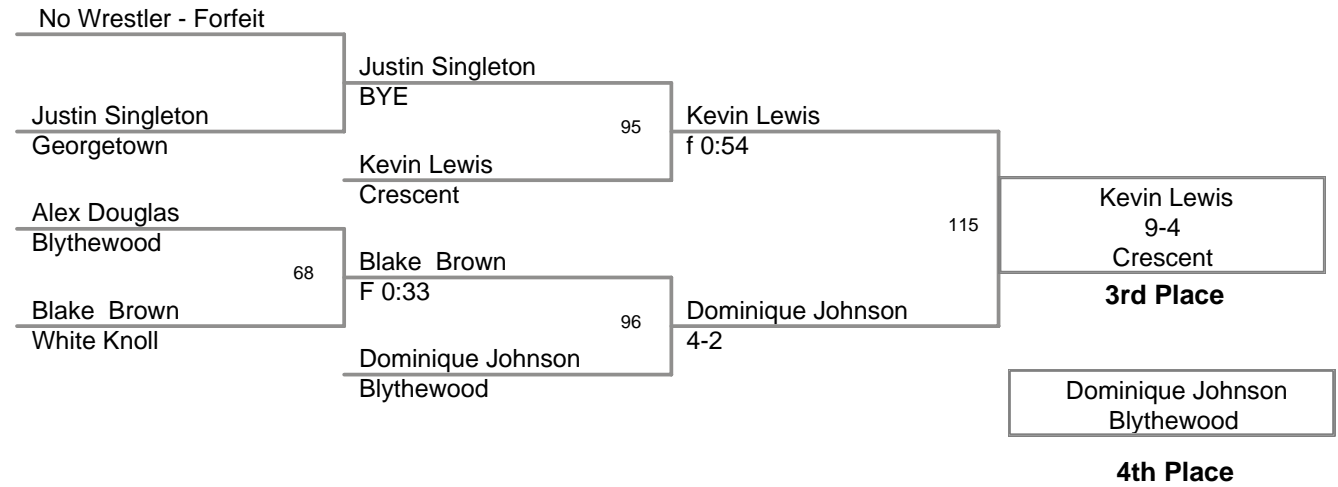 No Wrestler - Forfeit
Justin Singleton
Georgetown
Alex Douglas
Blythewood
68
Blake  Brown
White Knoll
Justin Singleton
BYE
95
Kevin Lewis
Crescent
Blake  Brown
F 0:33
96
Dominique Johnson
Blythewood
Kevin Lewis
f 0:54
115
Dominique Johnson
4-2
Kevin Lewis
9-4
Crescent
3rd Place
Dominique Johnson
Blythewood
4th Place